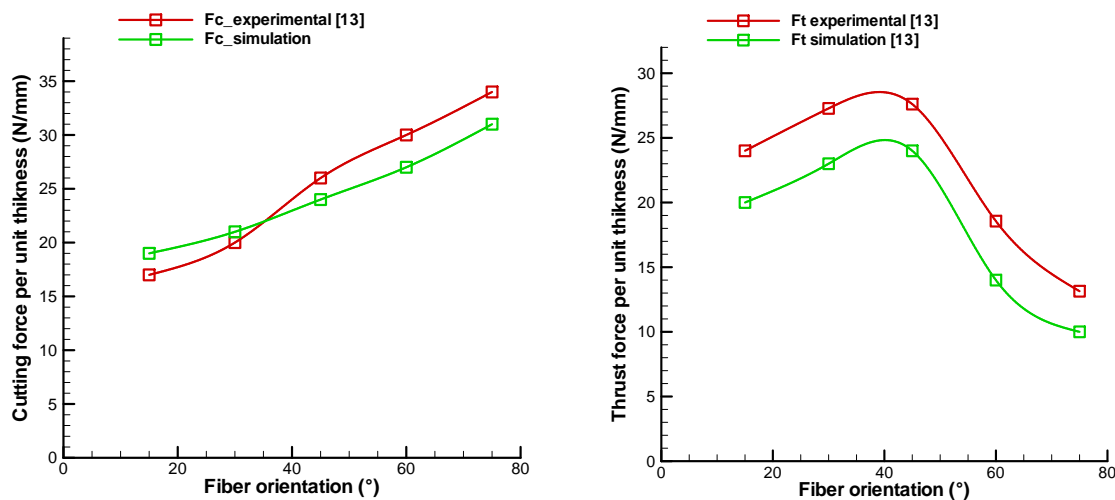 Fc_experimental [13]
Fc_simulation
Cutting force per unit thikness (N/mm)
35
30
25
20
15
10
5
0
0 20 40 60 80
Fiber orientation (°)
Ft experimental [13]
Ft simulation [13]
Thrust force per unit thikness (N/mm)
30
25
20
15
10
5
0
0 20 40 60 80
Fiber orientation (°)